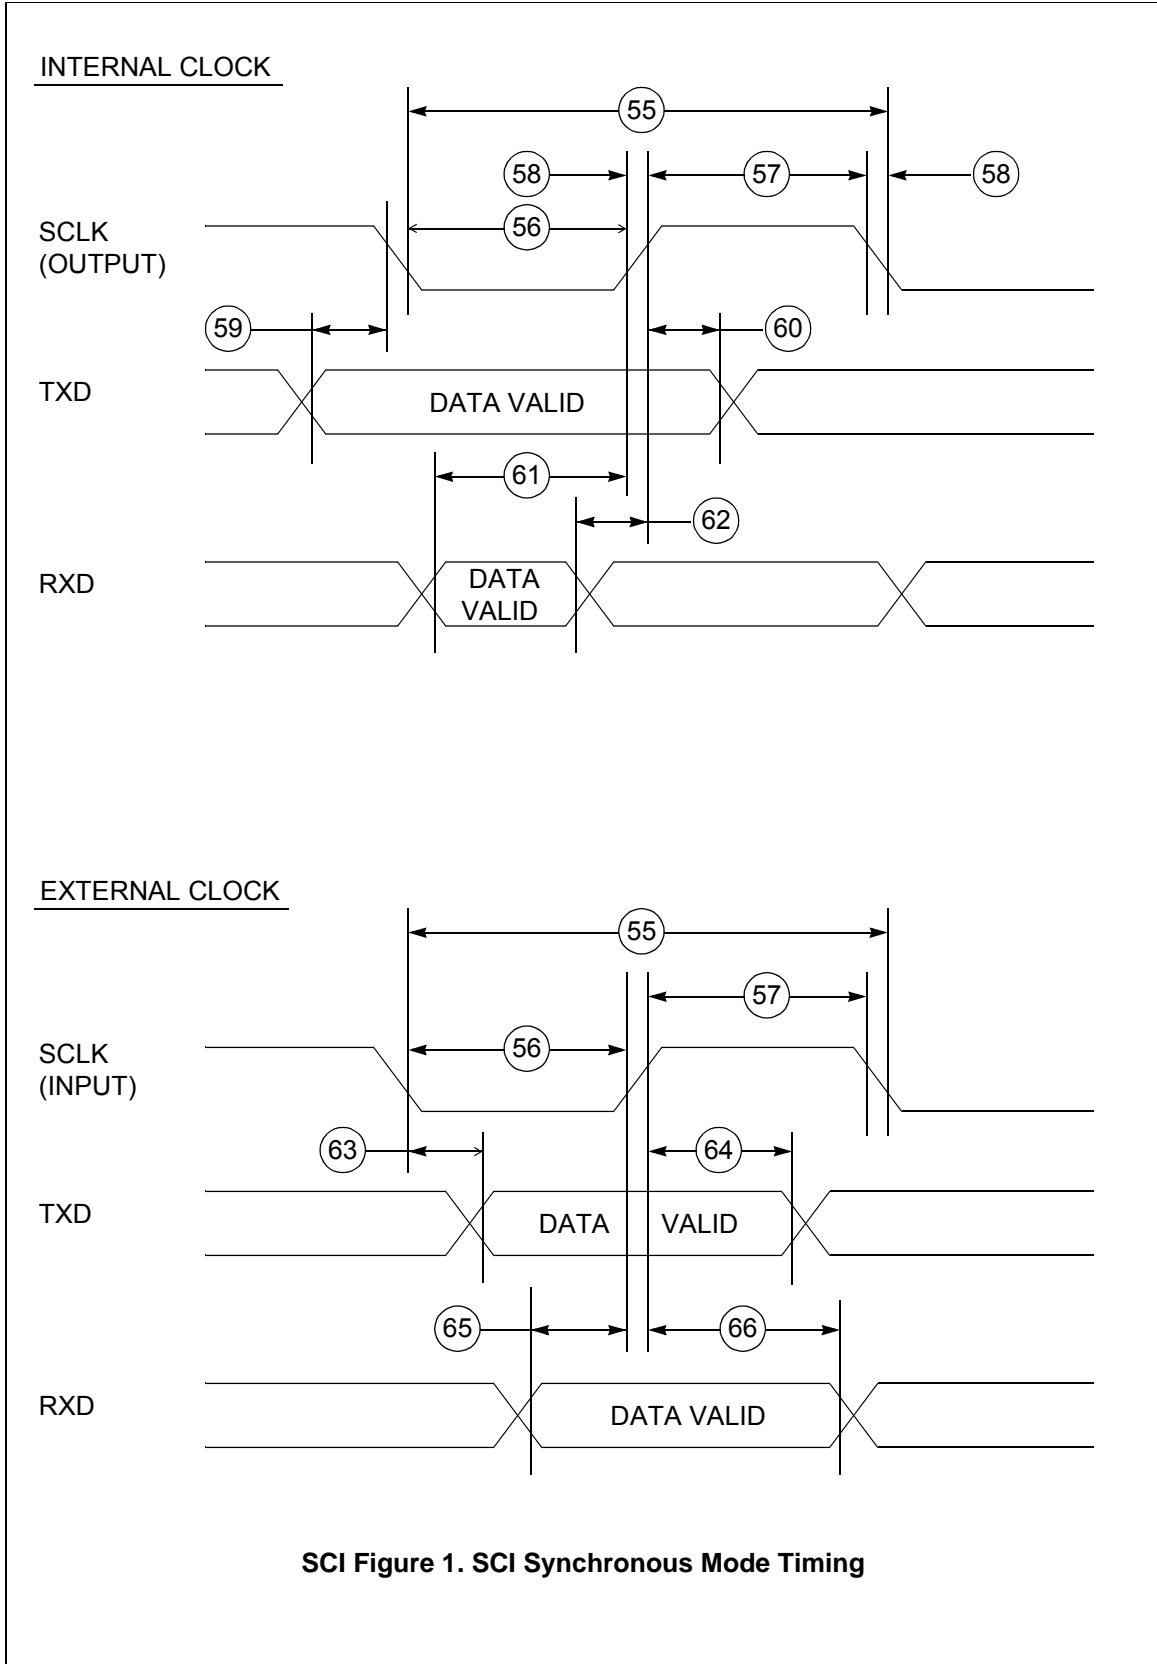 INTERNAL CLOCK
55
58
57
58
56
SCLK
(OUTPUT)
59
60
TXD
DATA VALID
61
62
RXD
DATA
VALID
EXTERNAL CLOCK
55
57
56
SCLK
(INPUT)
63
64
TXD
DATA VALID
65
66
RXD
DATA VALID
SCI Figure 1. SCI Synchronous Mode Timing